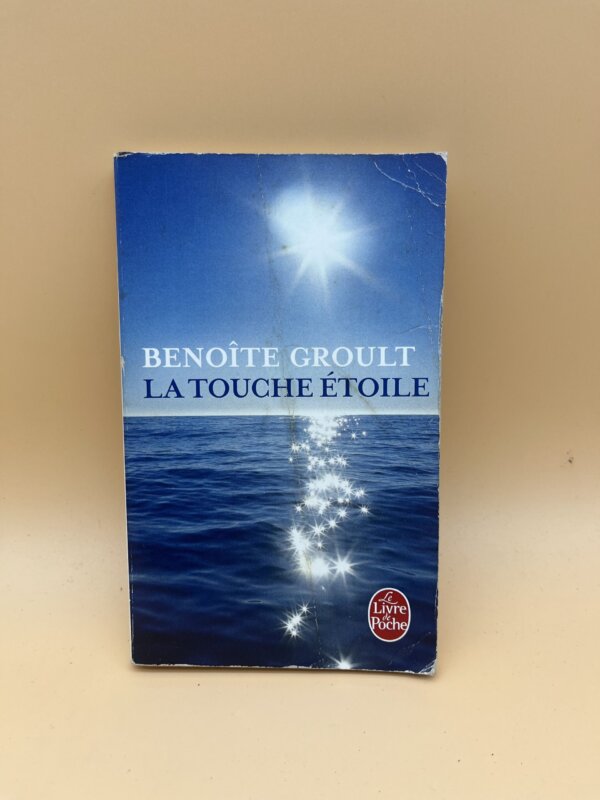 BENOÎTE GROULT
LA TOUCHE ÉTOILE
Le
Livre
de
Poche